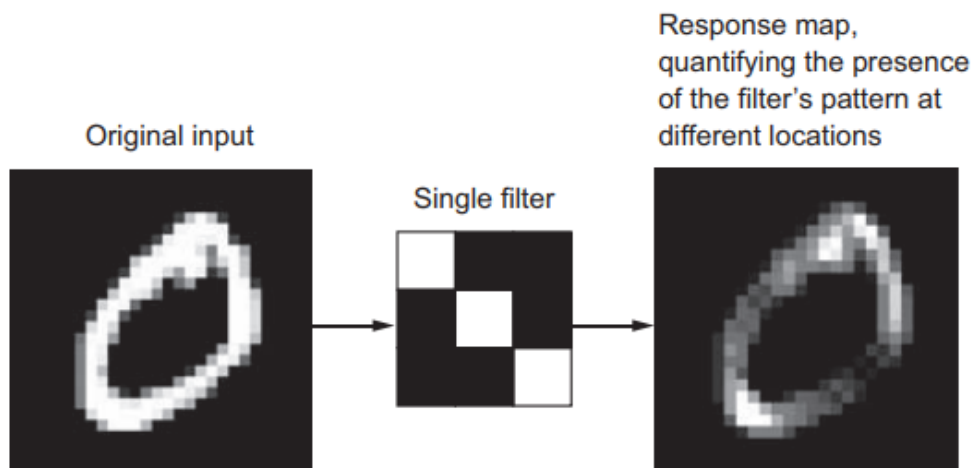 Original input
Single filter
Response map,
quantifying the presence
of the filter's pattern at
different locations